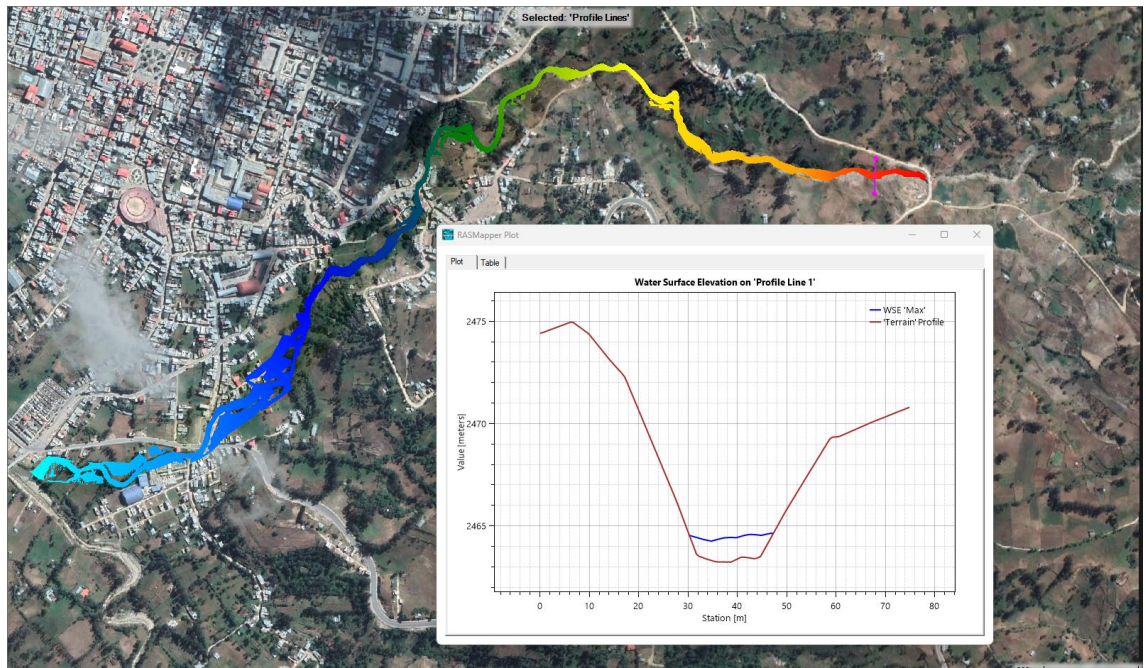 Selected: 'Profile Lines'
RASMapper Plot
Plot
Table
Water Surface Elevation on 'Profile Line 1'
WSE 'Max'
'Terrain' Profile
2475
2470
2465
Value [meters]
0 10 20 30 40 50 60 70 80
Station [m]